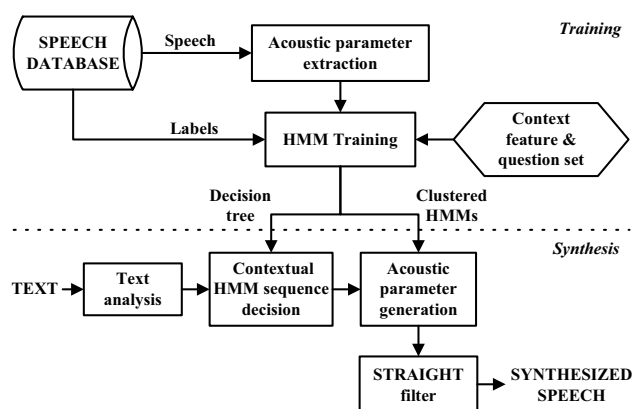 SPEECH
DATABASE
Speech
Acoustic parameter
extraction
Training
Labels
HMM Training
Context
feature &
question set
Decision
tree
Clustered
HMMs
Synthesis
TEXT
Text
analysis
Contextual
HMM sequence
decision
Acoustic
parameter
generation
STRAIGHT
filter
SYNTHESIZED
SPEECH